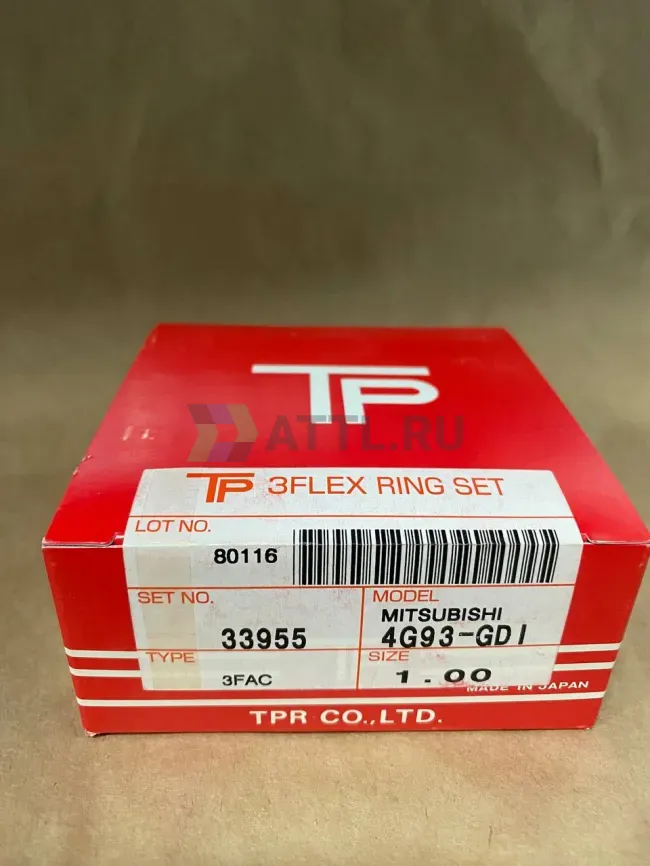 TP
ATTL.RU
TP 3FLEX RING SET
LOT NO.
80116
SET NO.
33955
MODEL
MITSUBISHI
4G93-GDI
TYPE
3FAC
SIZE
1.00
MADE IN JAPAN
TPR CO.,LTD.